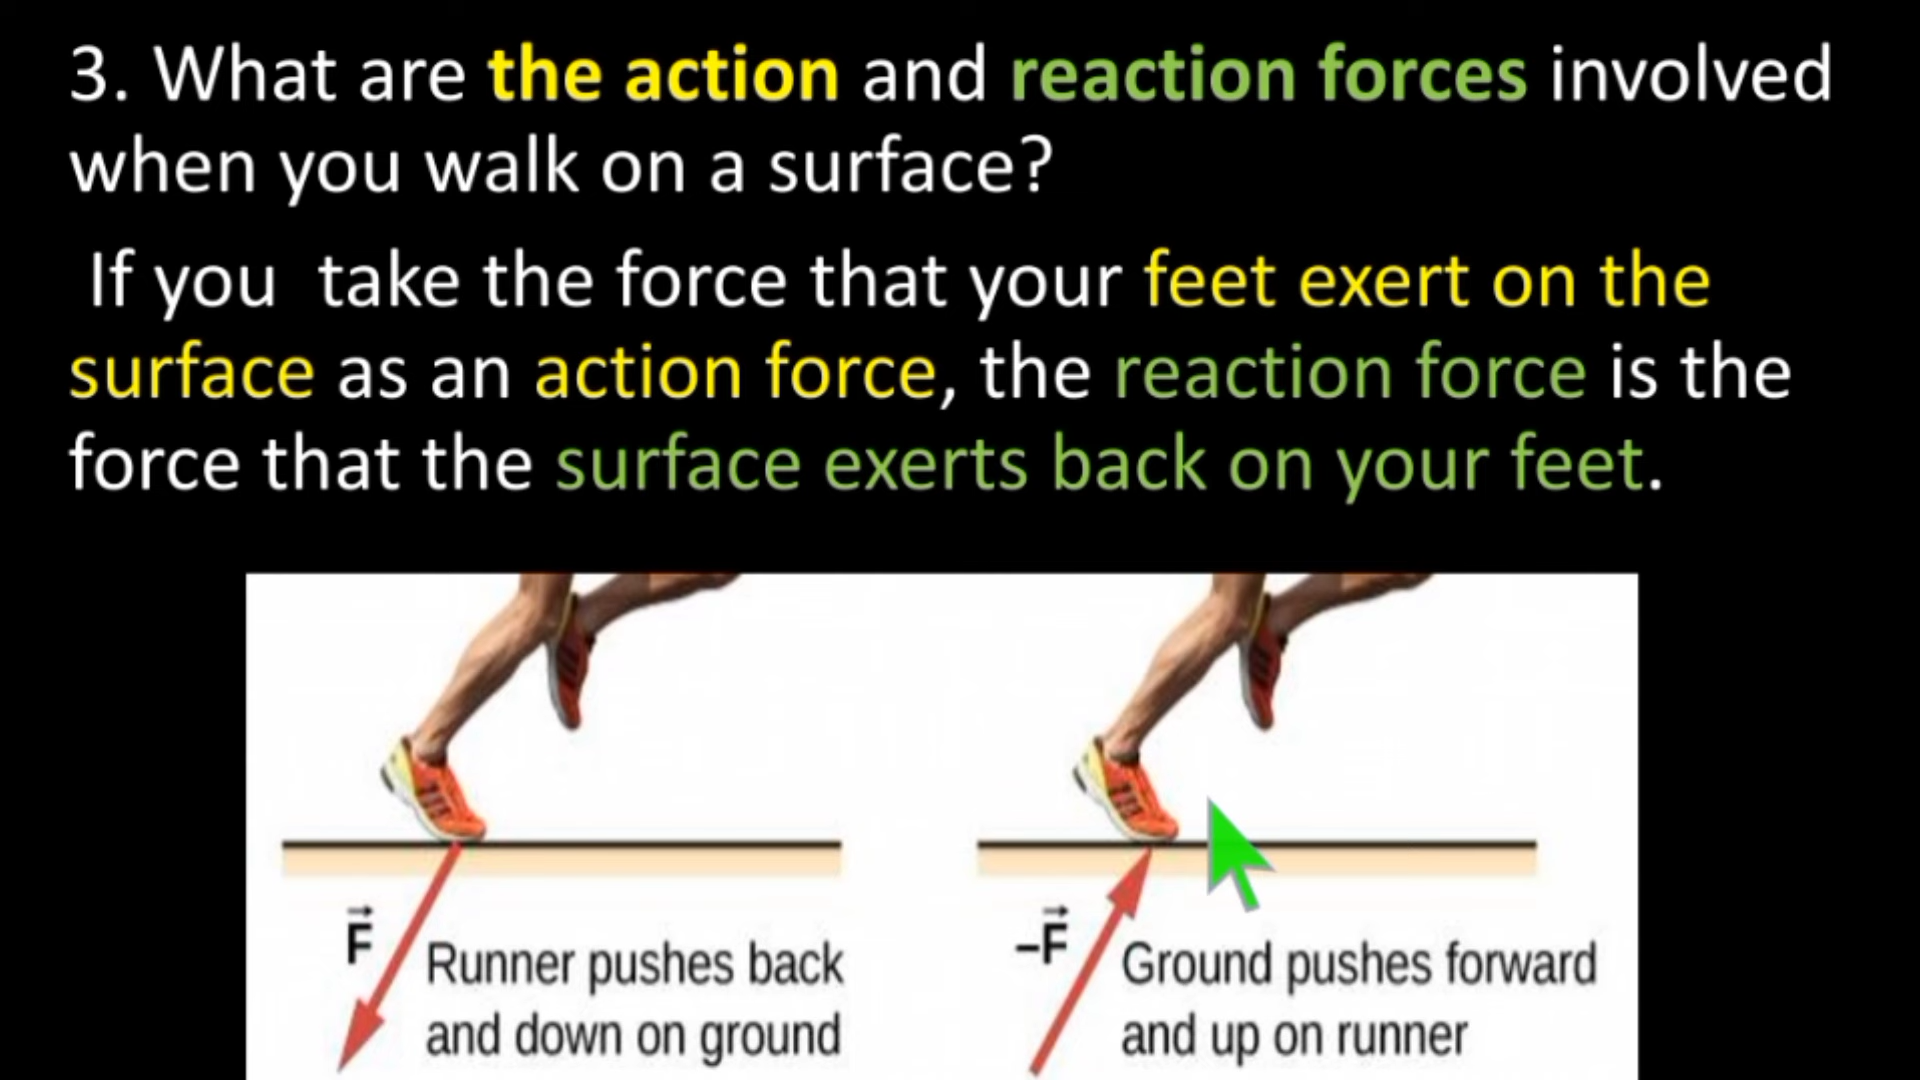 3. What are the action and reaction forces involved
when you walk on a surface?
If you take the force that your feet exert on the
surface as an action force, the reaction force is the
force that the surface exerts back on your feet.
F
Runner pushes back
and down on ground
–F
Ground pushes forward
and up on runner